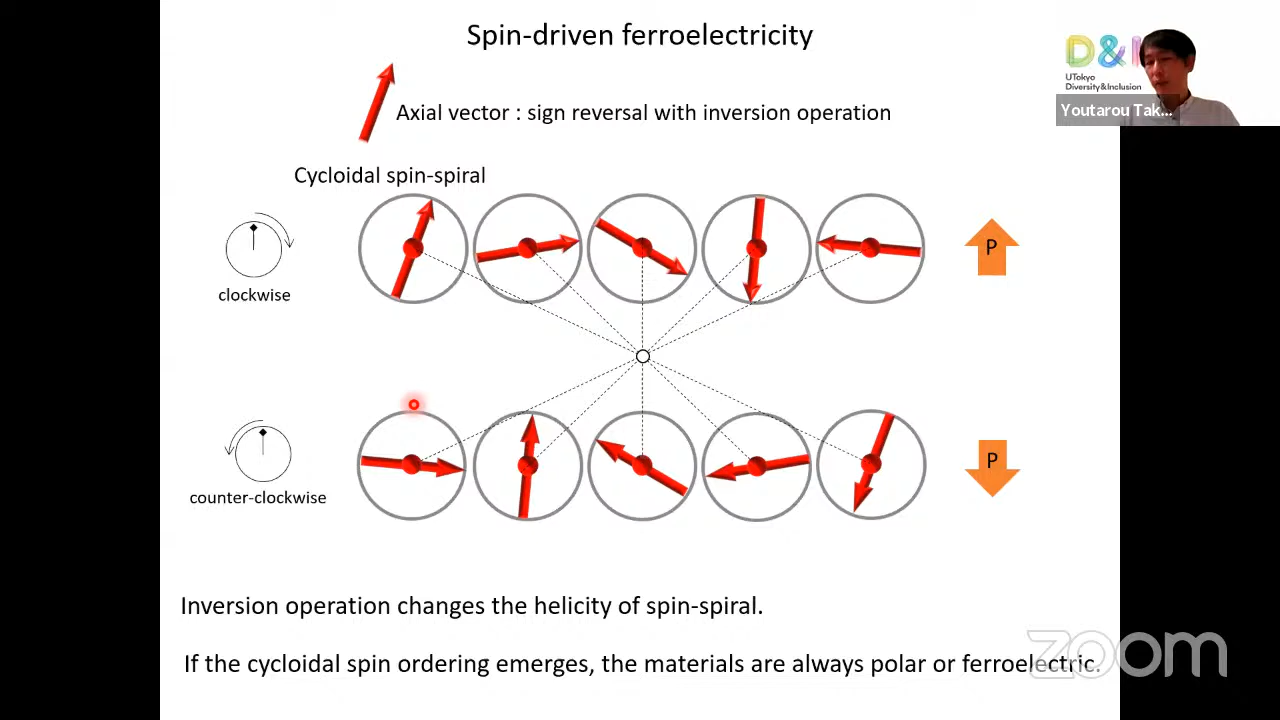 Spin-driven ferroelectricity
D&
UTokyo
Diversity&Inclusion
Youtarou Tak...
Axial vector : sign reversal with inversion operation
Cycloidal spin-spiral
P
clockwise
P
counter-clockwise
Inversion operation changes the helicity of spin-spiral.
If the cycloidal spin ordering emerges, the materials are always polar or ferroelectric.
zoom